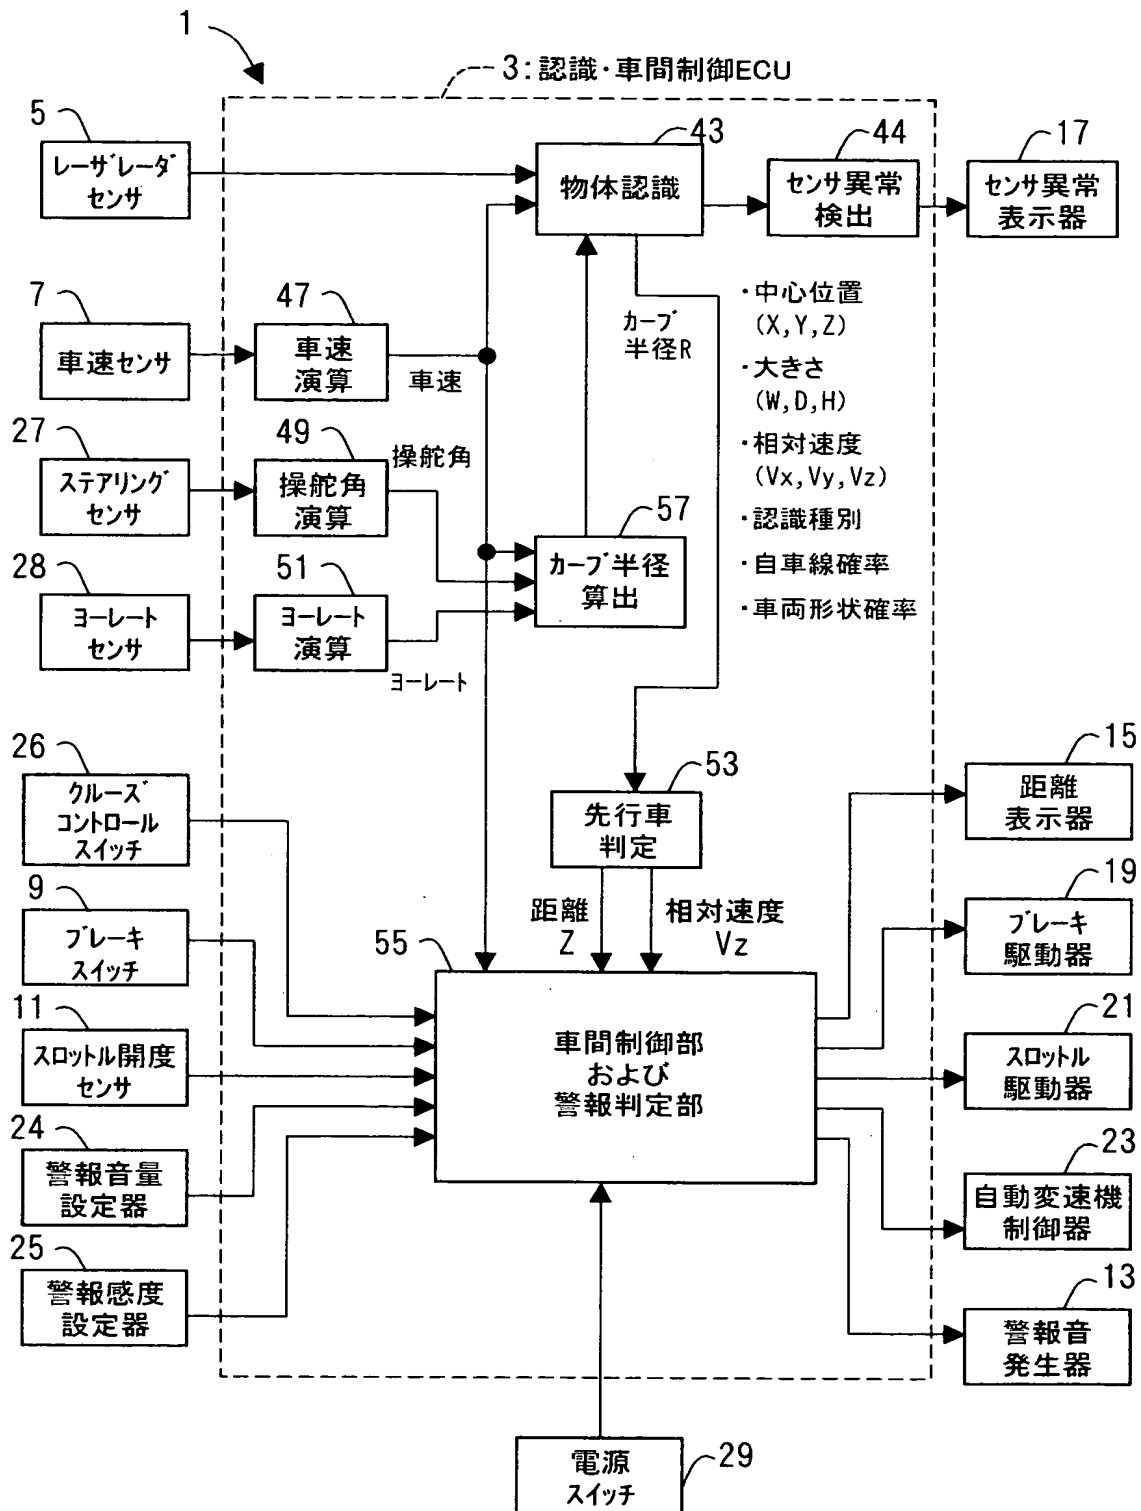 1
3:認識・車間制御ECU
5
レーザレーダ
センサ
43
物体認識
44
センサ異常
検出
17
センサ異常
表示器
7
車速センサ
47
車速
演算
車速
カーブ
半径R
・中心位置
(X,Y,Z)
・大きさ
(W,D,H)
・相対速度
(Vx,Vy,Vz)
・認識種別
・自車線確率
・車両形状確率
27
ステアリング
センサ
49
操舵角
演算
操舵角
57
カーブ半径
算出
28
ヨーレート
センサ
51
ヨーレート
演算
ヨーレート
26
クルーズ
コントロール
スイッチ
53
先行車
判定
15
距離
表示器
9
ブレーキ
スイッチ
距離
Z
相対速度
Vz
19
ブレーキ
駆動器
55
車間制御部
および
警報判定部
11
スロットル開度
センサ
21
スロットル
駆動器
24
警報音量
設定器
23
自動変速機
制御器
25
警報感度
設定器
13
警報音
発生器
電源
スイッチ
29